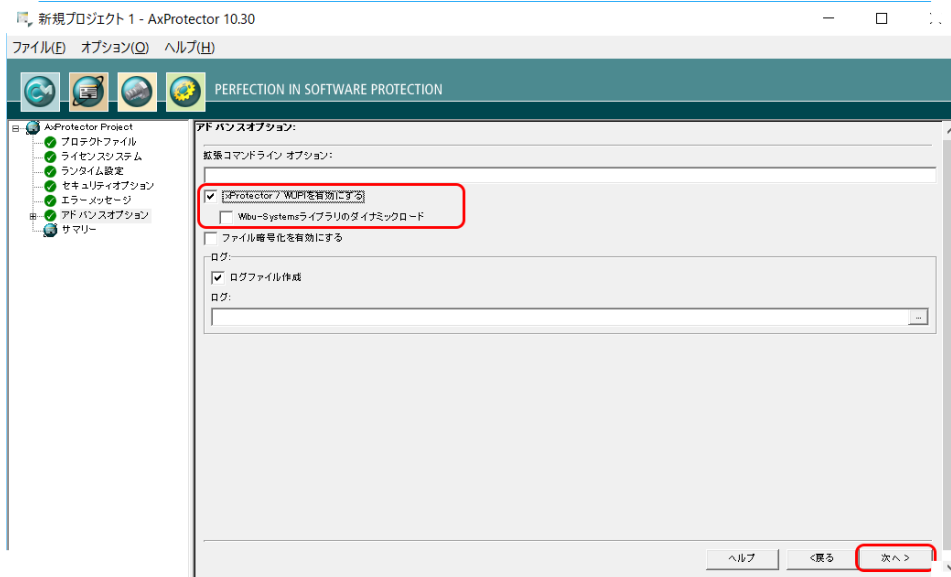 新規プロジェクト 1 - AxProtector 10.30
ファイル(F) オプション(O) ヘルプ(H)
PERFECTION IN SOFTWARE PROTECTION
AxProtector Project
プロテクトファイル
ライセンスシステム
ランタイム設定
セキュリティオプション
エラーメッセージ
アドバンスオプション
サマリー
アドバンスオプション:
拡張コマンドライン オプション:
IxProtector / WUPIを有効にする
Wibu-Systemsライブラリのダイナミックロード
ファイル暗号化を有効にする
ログ:
ログファイル作成
ログ:
...
ヘルプ
<戻る
次へ >